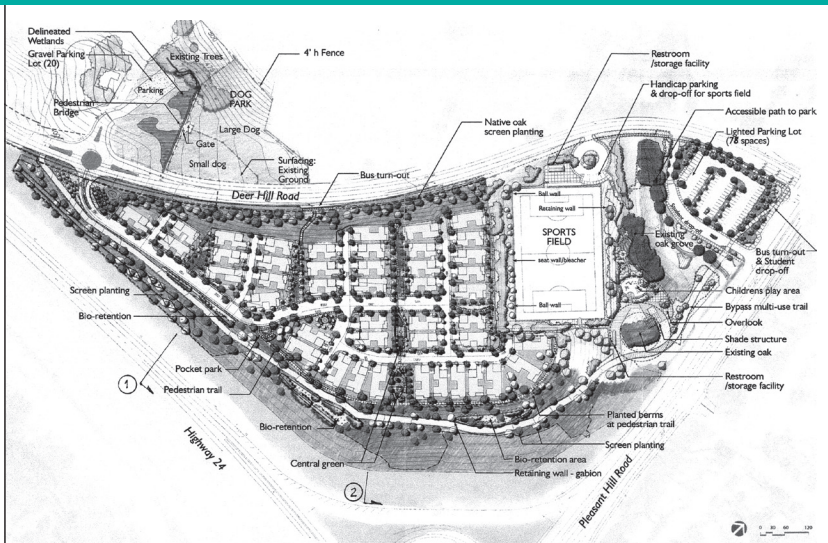 Delineated
Wetlands
Gravel Parking
Lot (20)
Existing Trees
Parking
4' h Fence
DOG
PARK
Pedestrian
Bridge
Large Dog
Gate
Small dog
Surfacing:
Existing
Ground
Deer Hill Road
Bus turn-out
Native oak
screen planting
Restroom
/storage facility
Handicap parking
& drop-off for sports field
Accessible path to park
Lighted Parking Lot
(78 spaces)
Student drop-off
Ball wall
Retaining wall
SPORTS
FIELD
seat wall/bleacher
Ball wall
Existing
oak grove
Bus turn-out
& Student
drop-off
Childrens play area
Bypass multi-use trail
Overlook
Shade structure
Existing oak
Restroom
/storage facility
Screen planting
Bio-retention
1
Pocket park
Pedestrian trail
Highway 24
Bio-retention
Central green
2
Planted berms
at pedestrian trail
Screen planting
Bio-retention area
Retaining wall - gabion
Pleasant Hill Road
0 30 60 120